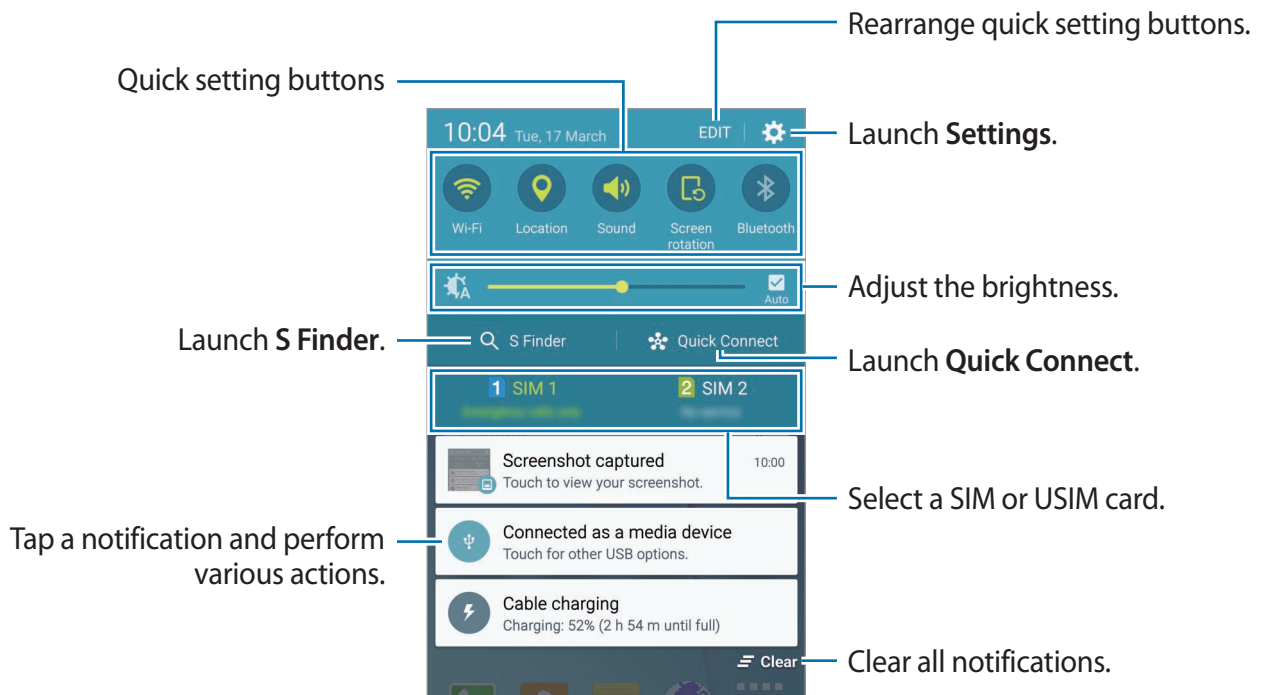 Rearrange quick setting buttons.
Quick setting buttons
10:04 Tue, 17 March EDIT
Launch Settings.
Wi-Fi Location Sound Screen rotation Bluetooth
A Auto
Adjust the brightness.
Launch S Finder.
S Finder Quick Connect
Launch Quick Connect.
1 SIM 1 2 SIM 2
Screenshot captured 10:00
Touch to view your screenshot.
Select a SIM or USIM card.
Connected as a media device
Touch for other USB options.
Tap a notification and perform
various actions.
Cable charging
Charging: 52% (2 h 54 m until full)
Clear
Clear all notifications.